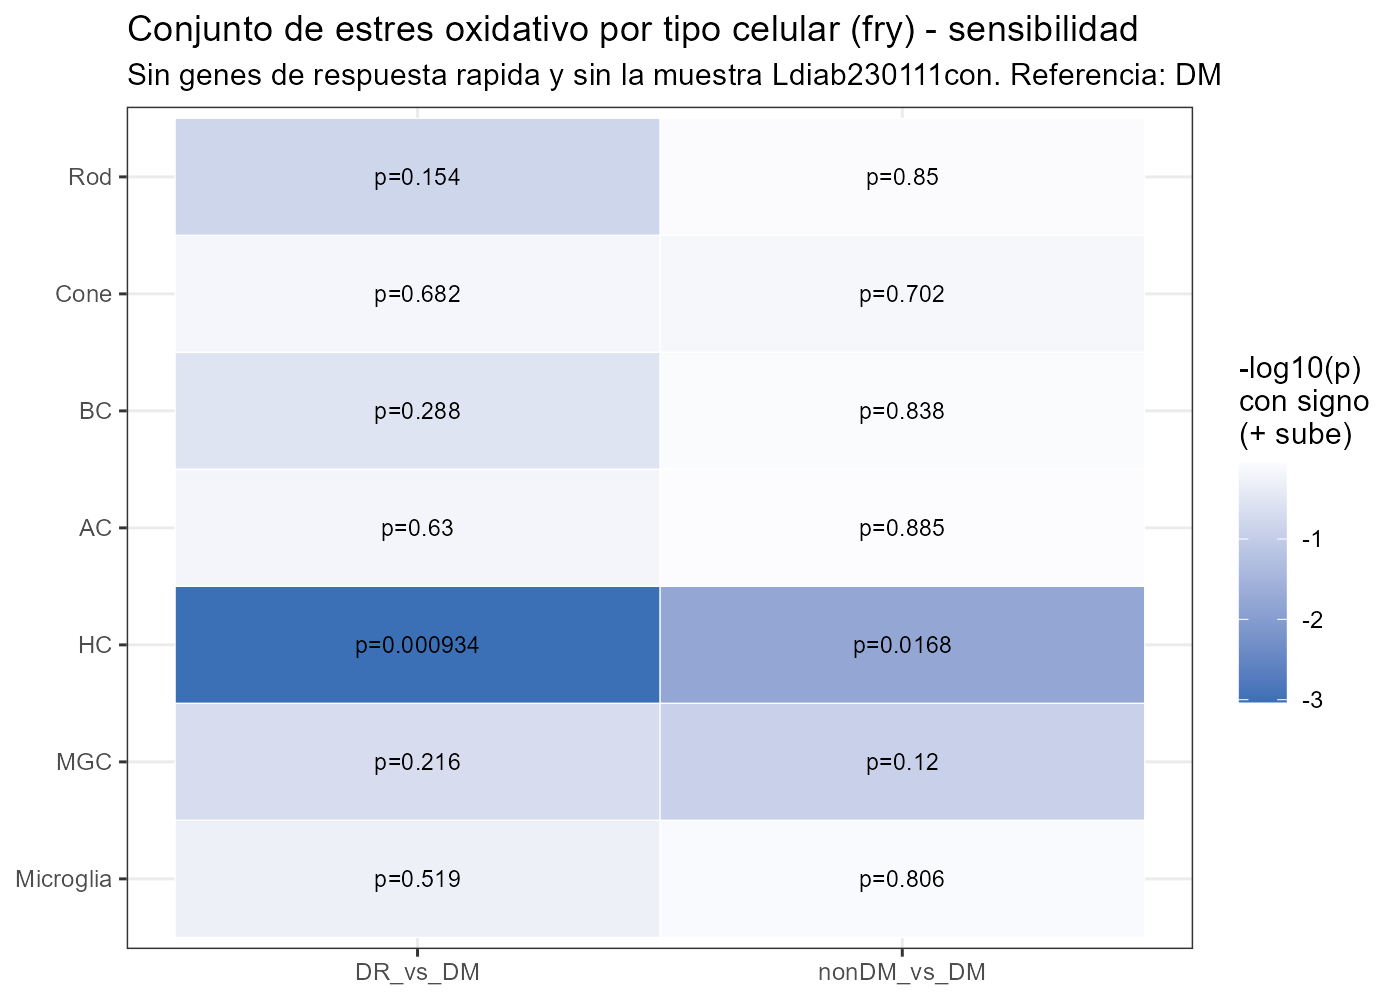 Conjunto de estres oxidativo por tipo celular (fry) - sensibilidad
Sin genes de respuesta rapida y sin la muestra Ldiab230111con. Referencia: DM
Rod
p=0.154
p=0.85
Cone
p=0.682
p=0.702
BC
p=0.288
p=0.838
AC
p=0.63
p=0.885
HC
p=0.000934
p=0.0168
MGC
p=0.216
p=0.12
Microglia
p=0.519
p=0.806
DR_vs_DM
nonDM_vs_DM
-log10(p)
con signo
(+ sube)
-1
-2
-3